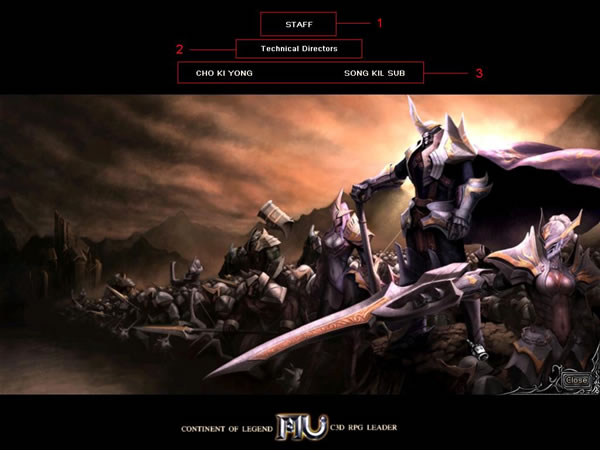 STAFF 1
2 Technical Directors
CHO KI YONG SONG KIL SUB 3
Close
CONTINENT OF LEGEND MU C3D RPG LEADER